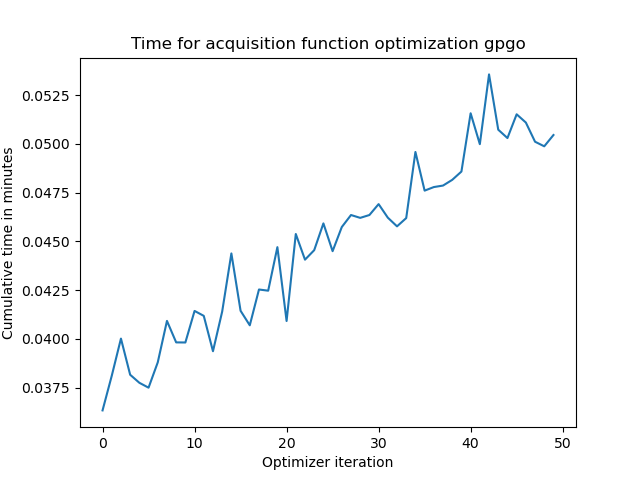 Time for acquisition function optimization gpgo
Cumulative time in minutes
0.0525
0.0500
0.0475
0.0450
0.0425
0.0400
0.0375
0 10 20 30 40 50
Optimizer iteration